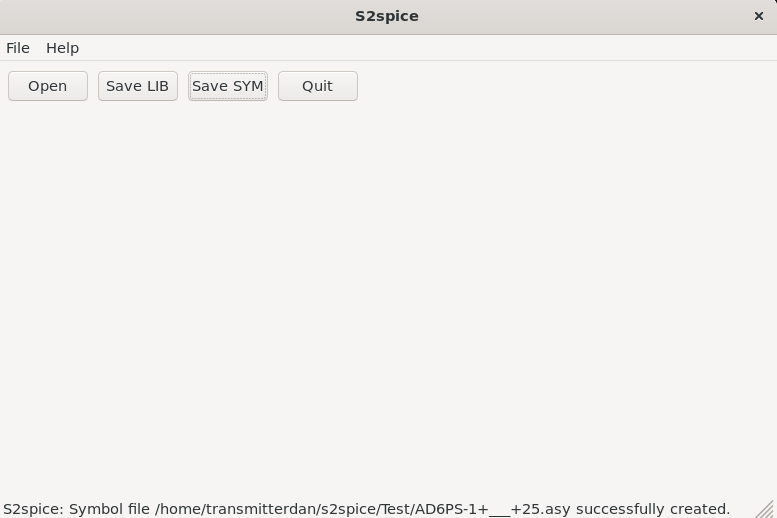 S2spice
File Help
Open Save LIB Save SYM Quit
S2spice: Symbol file /home/transmitterdan/s2spice/Test/AD6PS-1+___+25.asy successfully created.